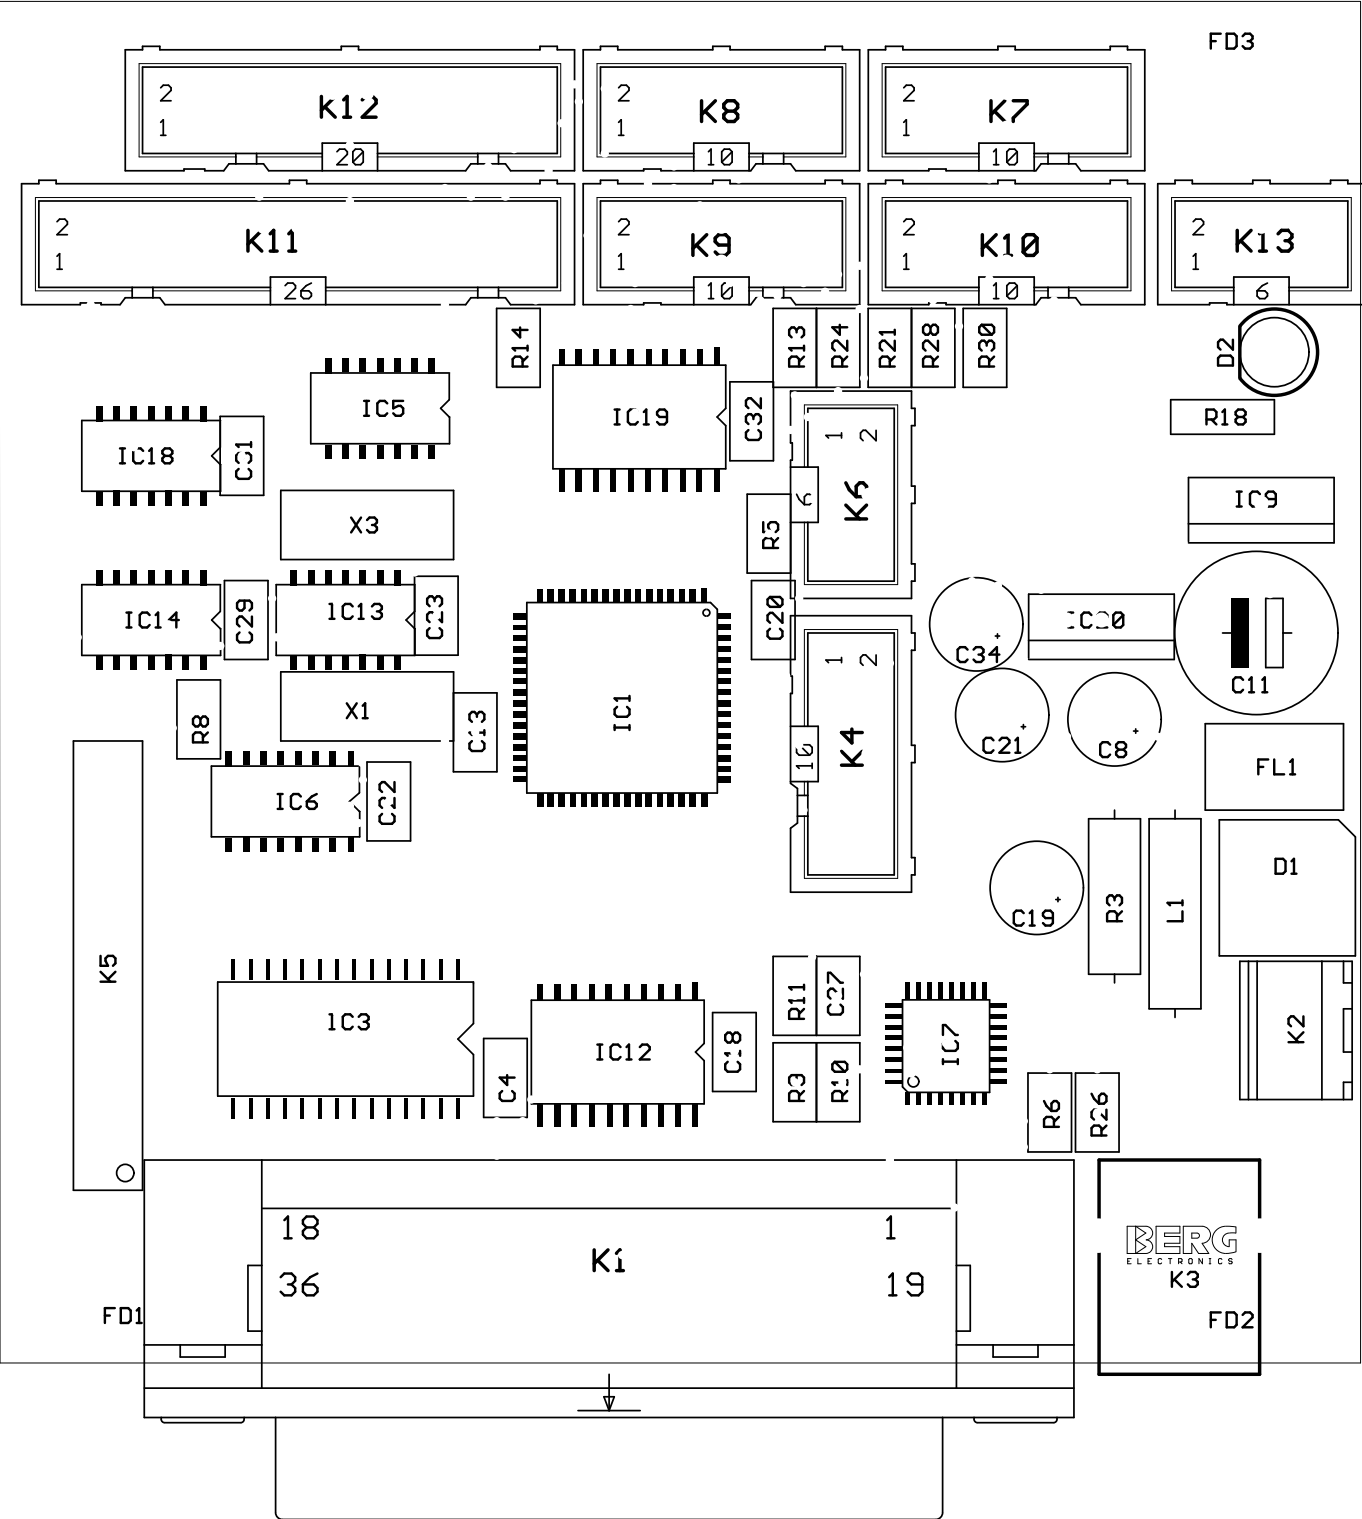 FD3
2
K12
1
20
2
K8
1
10
2
K7
1
10
2
K11
1
26
2
K9
1
10
2
K10
1
10
2
K13
1
6
R14
R13
R24
R21
R28
R30
D2
IC5
IC19
C32
R18
IC18
C31
1
2
K6
6
X3
R5
IC9
IC14
C29
IC13
C23
C20
IC1
1
2
K4
10
C34
IC20
C11
R8
X1
C13
C21
C8
FL1
IC6
C22
D1
C19
R3
L1
K5
IC3
C4
IC12
C18
R11
C27
R3
R10
IC7
K2
R6
R26
18
1
K1
36
19
BERG
ELECTRONICS
K3
FD1
FD2